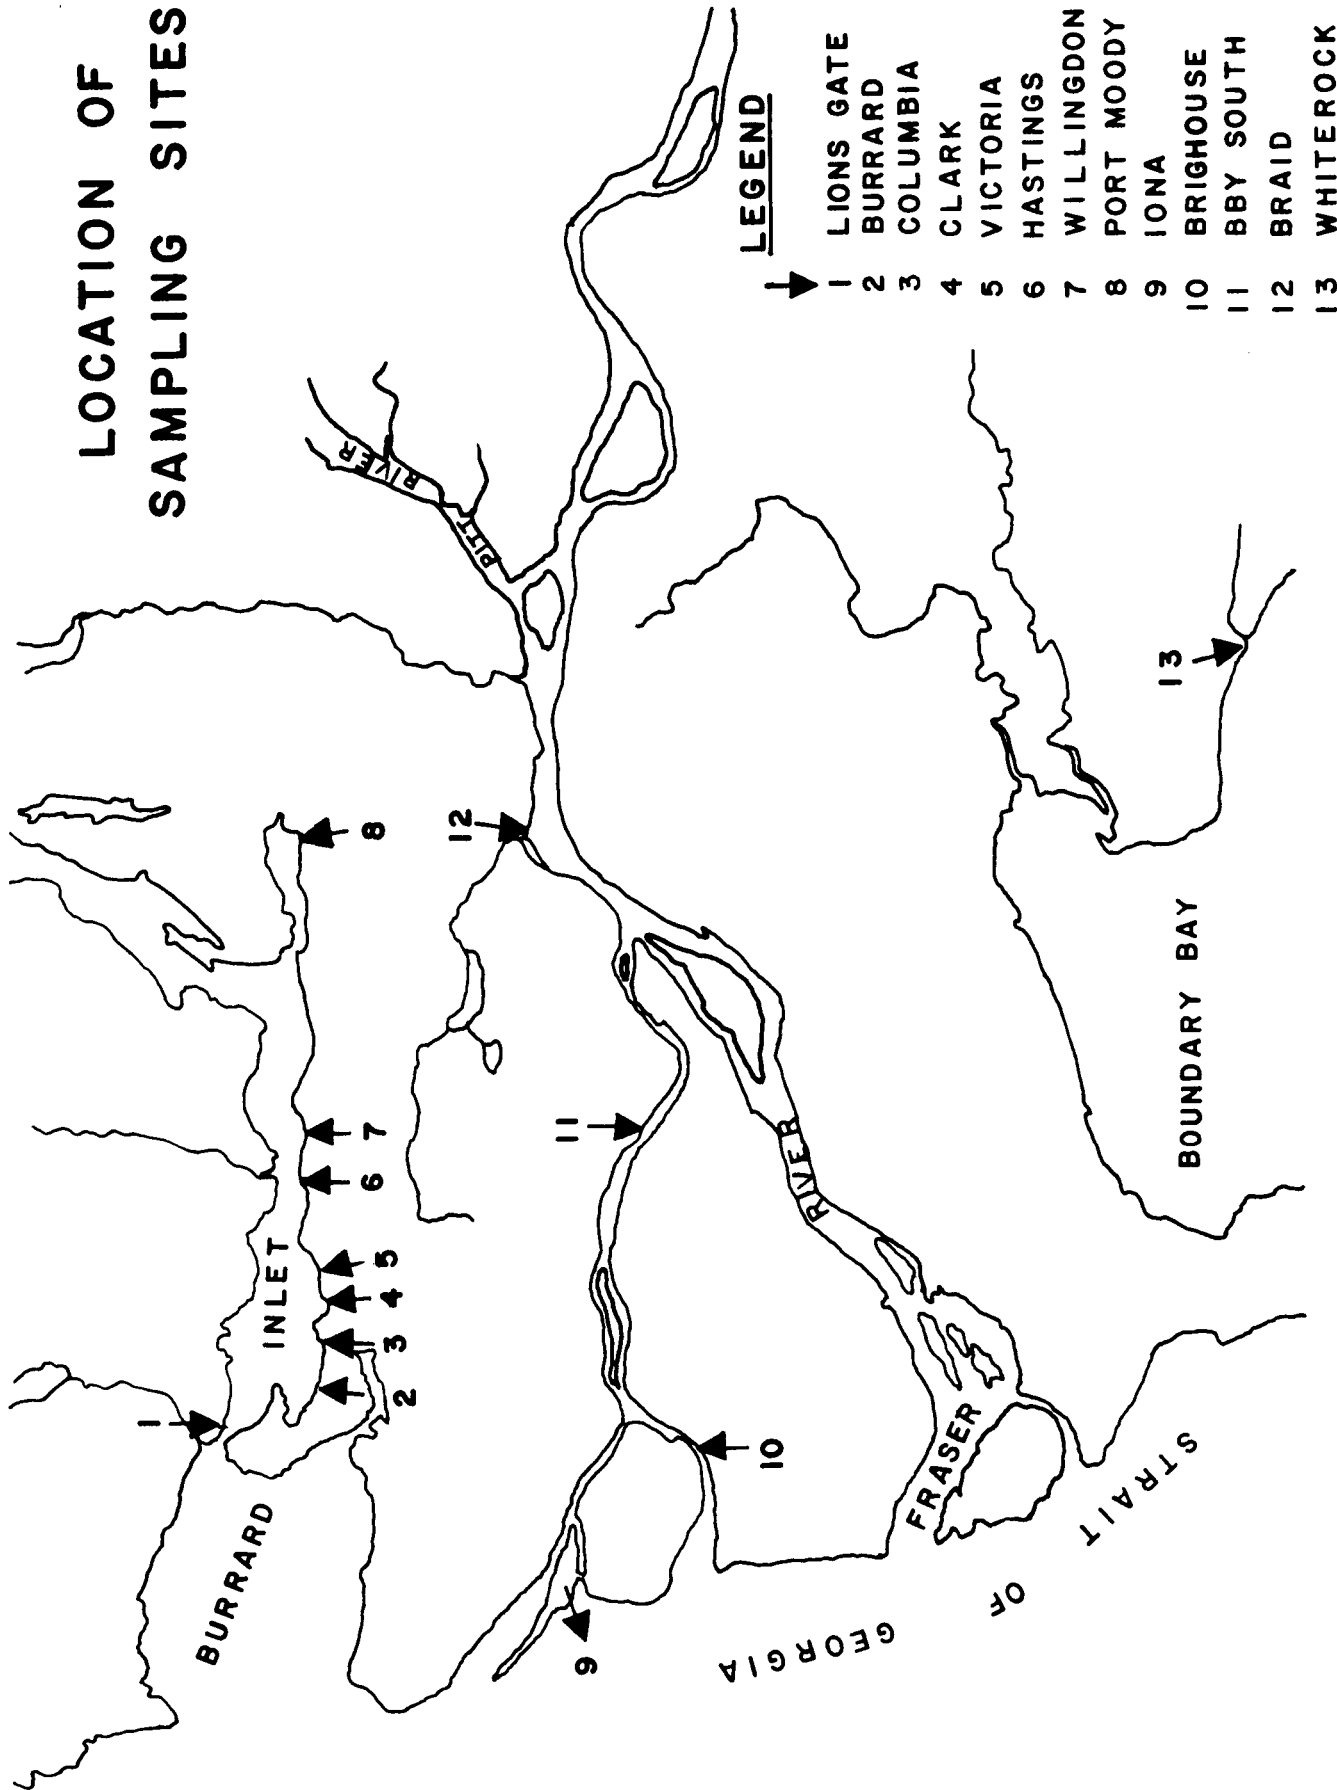 LOCATION OF
SAMPLING SITES
LEGEND
1 LIONS GATE
2 BURRARD
3 COLUMBIA
4 CLARK
5 VICTORIA
6 HASTINGS
7 WILLINGDON
8 PORT MOODY
9 IONA
10 BRIGHOUSE
11 BBY SOUTH
12 BRAID
13 WHITEROCK
BURRARD
INLET
PITT
RIVER
1
2
3
4
5
6
7
8
9
10
11
12
13
FRASER
RIVER
BOUNDARY BAY
STRAIT
OF
GEORGIA